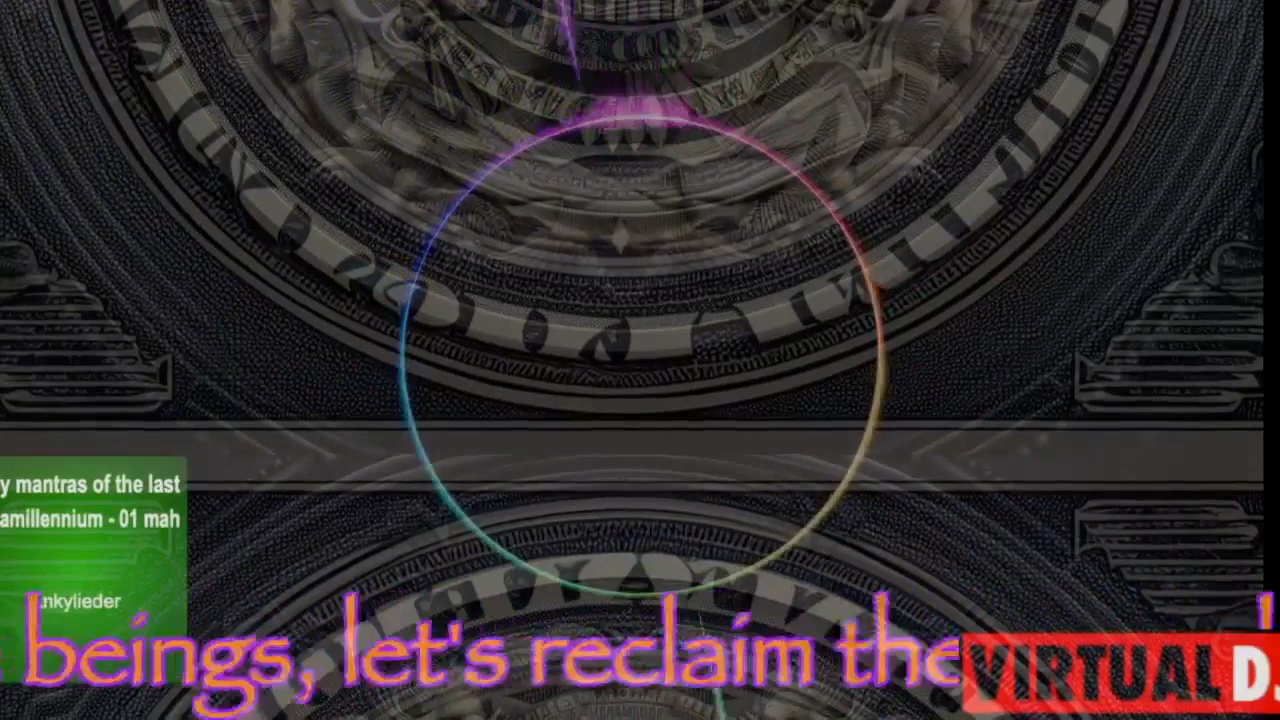 y mantras of the last
amillennium - 01 mah
nkylieder
beings, let's reclaim the
VIRTUAL D